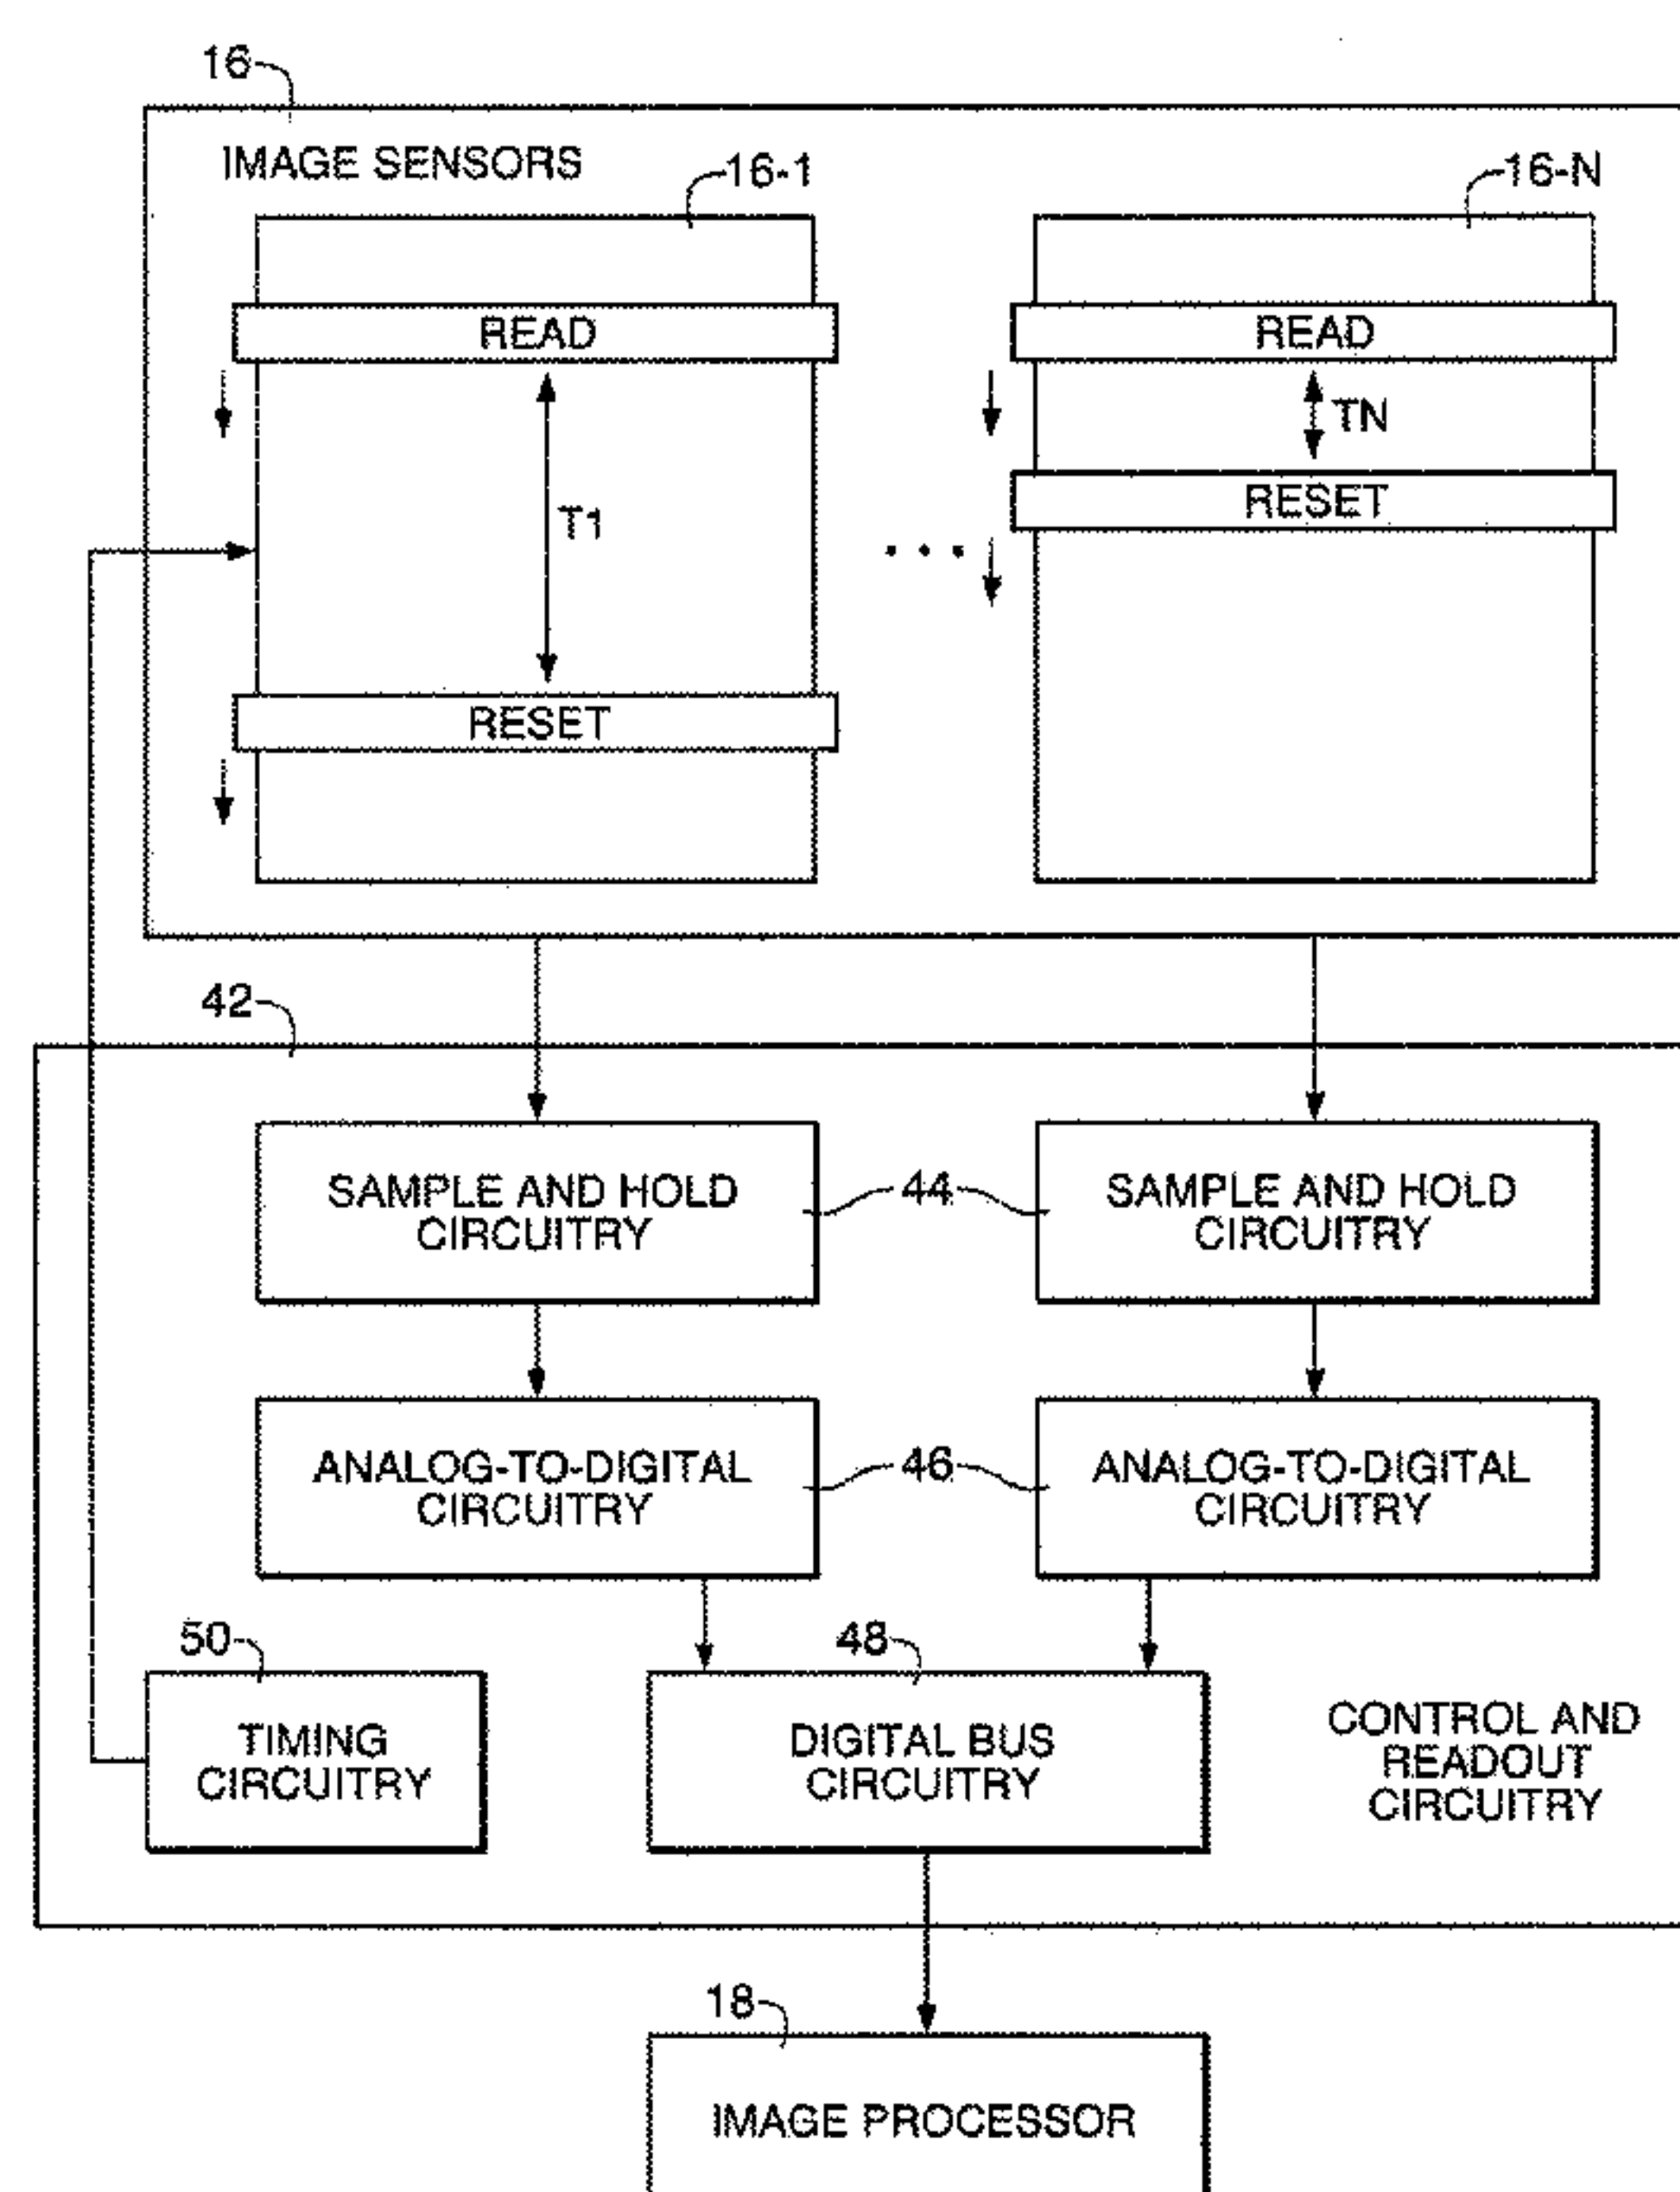 16
IMAGE SENSORS
16-1
16-N
READ
READ
TN
RESET
T1
RESET
42
SAMPLE AND HOLD
CIRCUITRY
44
SAMPLE AND HOLD
CIRCUITRY
ANALOG-TO-DIGITAL
CIRCUITRY
46
ANALOG-TO-DIGITAL
CIRCUITRY
50
48
TIMING
CIRCUITRY
DIGITAL BUS
CIRCUITRY
CONTROL AND
READOUT
CIRCUITRY
18
IMAGE PROCESSOR